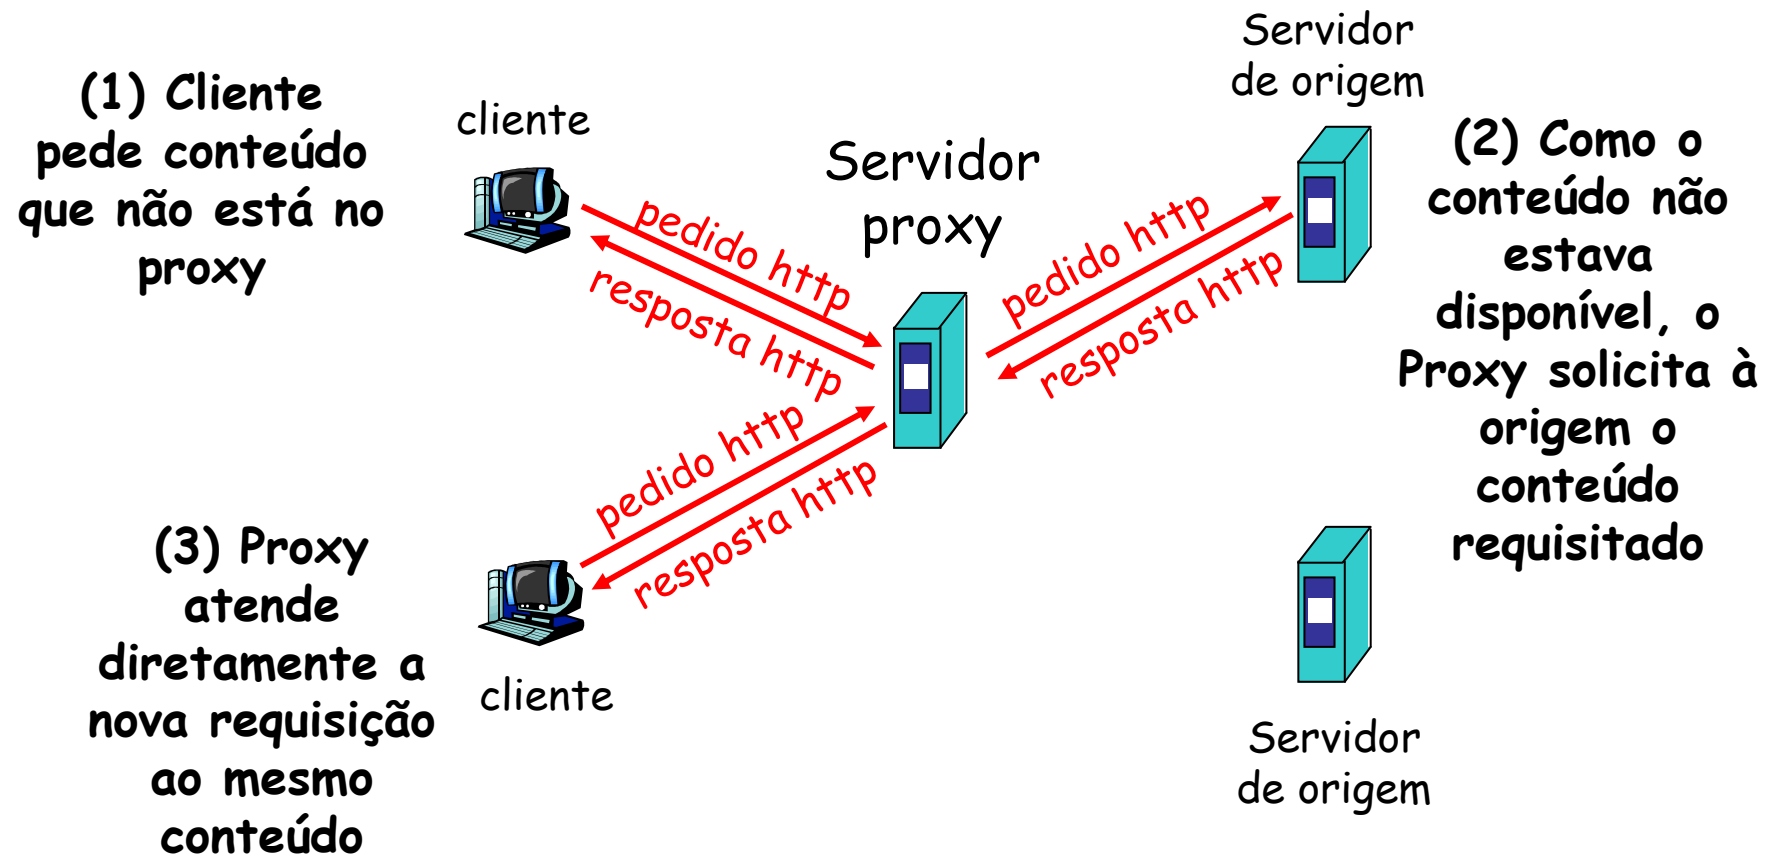 (1) Cliente
pede conteúdo
que não está no
proxy
cliente
Servidor
proxy
Servidor
de origem
(2) Como o
conteúdo não
estava
disponível, o
Proxy solicita à
origem o
conteúdo
requisitado
pedido http
resposta http
pedido http
resposta http
pedido http
resposta http
(3) Proxy
atende
diretamente a
nova requisição
ao mesmo
conteúdo
cliente
Servidor
de origem